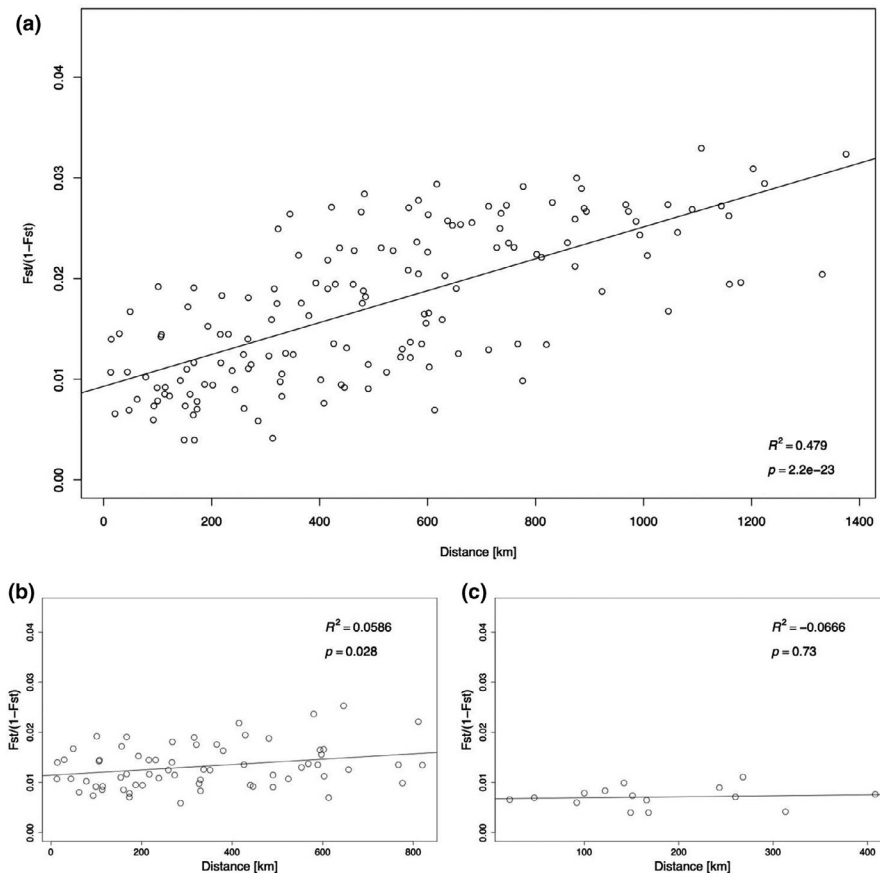 (a)
Fst/(1−Fst)
0.04
0.03
0.02
0.01
0.00
R² = 0.479
p = 2.2e−23
0 200 400 600 800 1000 1200 1400
Distance [km]
(b)
Fst/(1−Fst)
0.04
0.03
0.02
0.01
0.00
R² = 0.0586
p = 0.028
0 200 400 600 800
Distance [km]
(c)
Fst/(1−Fst)
0.04
0.03
0.02
0.01
0.00
R² = −0.0666
p = 0.73
100 200 300 400
Distance [km]